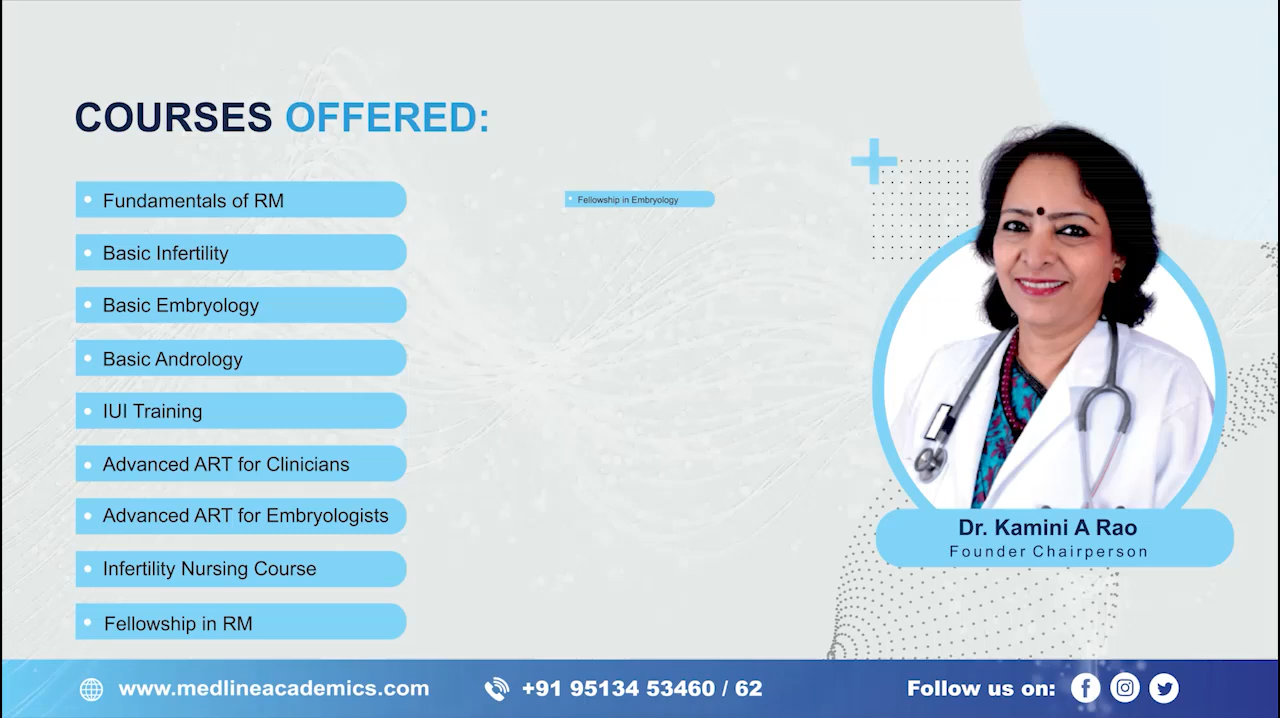 COURSES OFFERED:
Fundamentals of RM
Basic Infertility
Basic Embryology
Basic Andrology
IUI Training
Advanced ART for Clinicians
Advanced ART for Embryologists
Infertility Nursing Course
Fellowship in RM
Fellowship in Embryology
Dr. Kamini A Rao
Founder Chairperson
www.medlineacademics.com
+91 95134 53460 / 62
Follow us on: